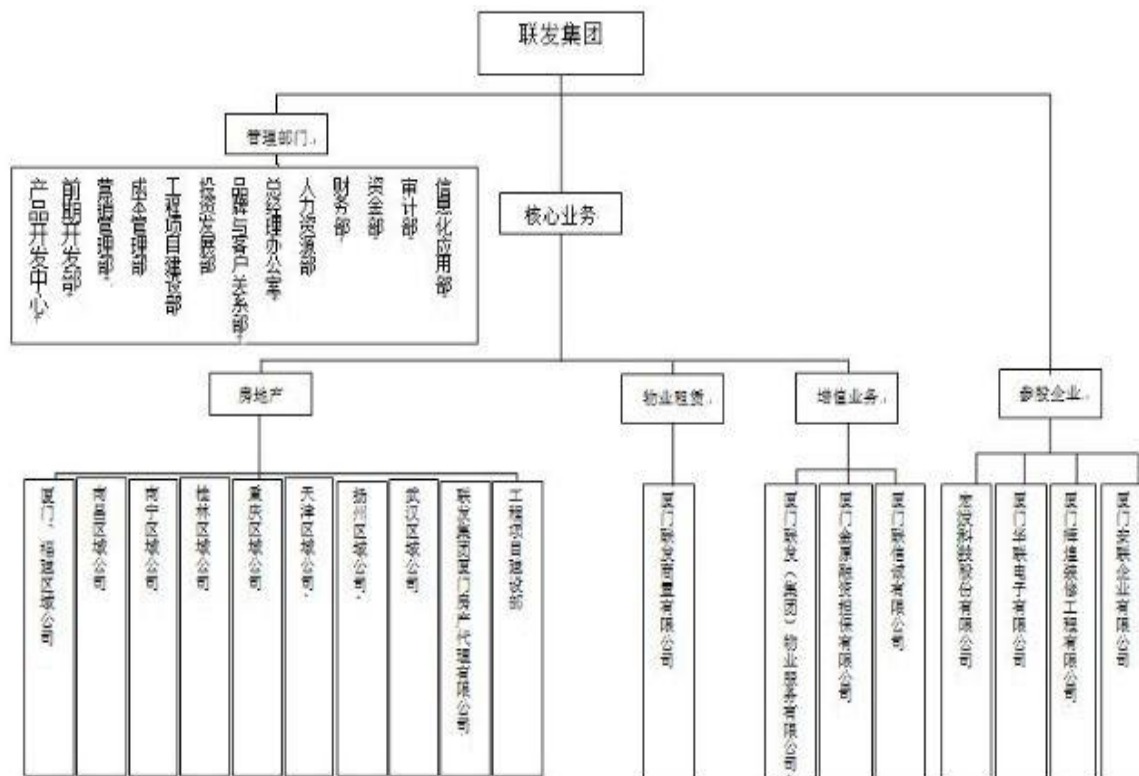 联发集团
管理部门
产品开发中心
前期开发部
营销管理部
成本管理部
工程项目建设部
投资发展部
品牌与客户关系部
总经理办公室
人力资源部
财务部
资金部
审计部
信息化应用部
核心业务
房地产
物业租赁
增值业务
参股企业
厦门、福建区域公司
南昌区域公司
南宁区域公司
桂林区域公司
重庆区域公司
天津区域公司
扬州区域公司
武汉区域公司
联发集团厦门房产代理有限公司
工程项目建设部
厦门联发商置有限公司
厦门联发（集团）物业服务有限公司
厦门金原融资担保有限公司
厦门联信诚有限公司
宏发科技股份有限公司
厦门华联电子有限公司
厦门辉煌装修工程有限公司
厦门宏联企业有限公司